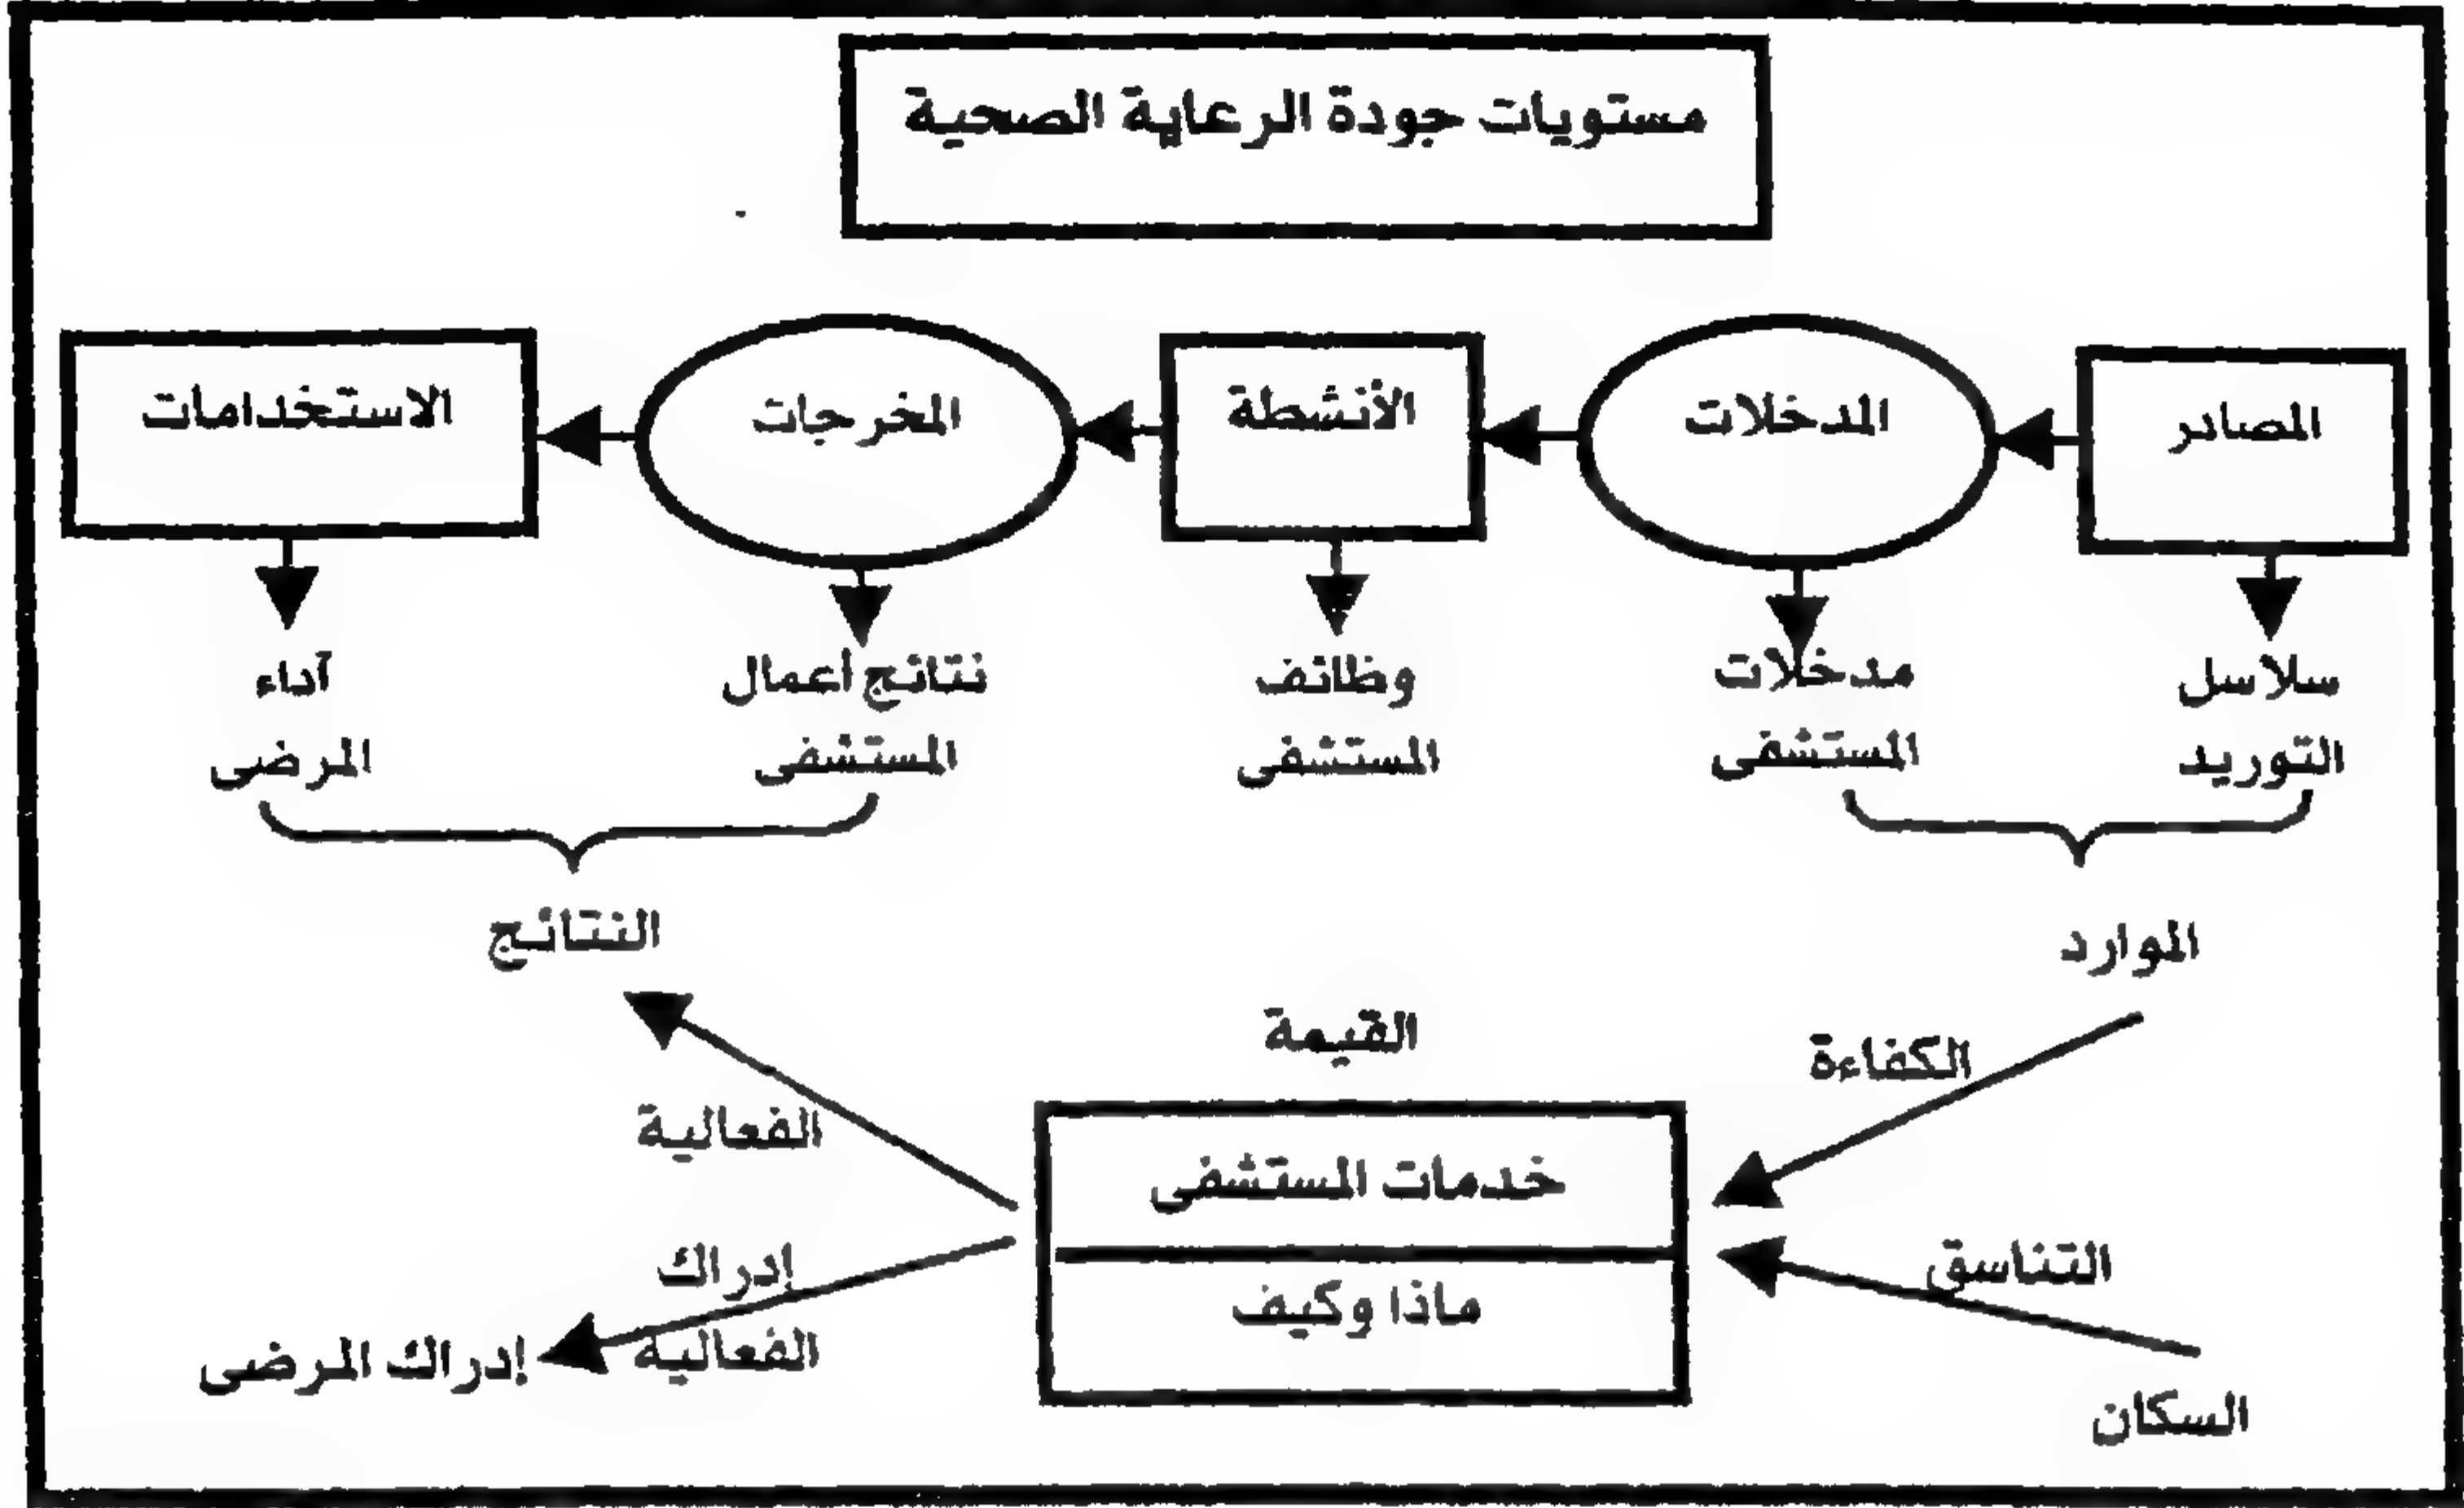 مستويات جودة الرعاية الصحية
المصادر
المدخلات
الأنشطة
المخرجات
الاستخدامات
سلاسل
التوريد
مدخلات
المستشفى
وظائف
المستشفى
نتائج أعمال
المستشفى
آداء
المرضى
الموارد
النتائج
القيمة
الكفاءة
الفعالية
خدمات المستشفى
ماذا وكيف
التناسق
السكان
إدراك
الفعالية
إدراك المرضى